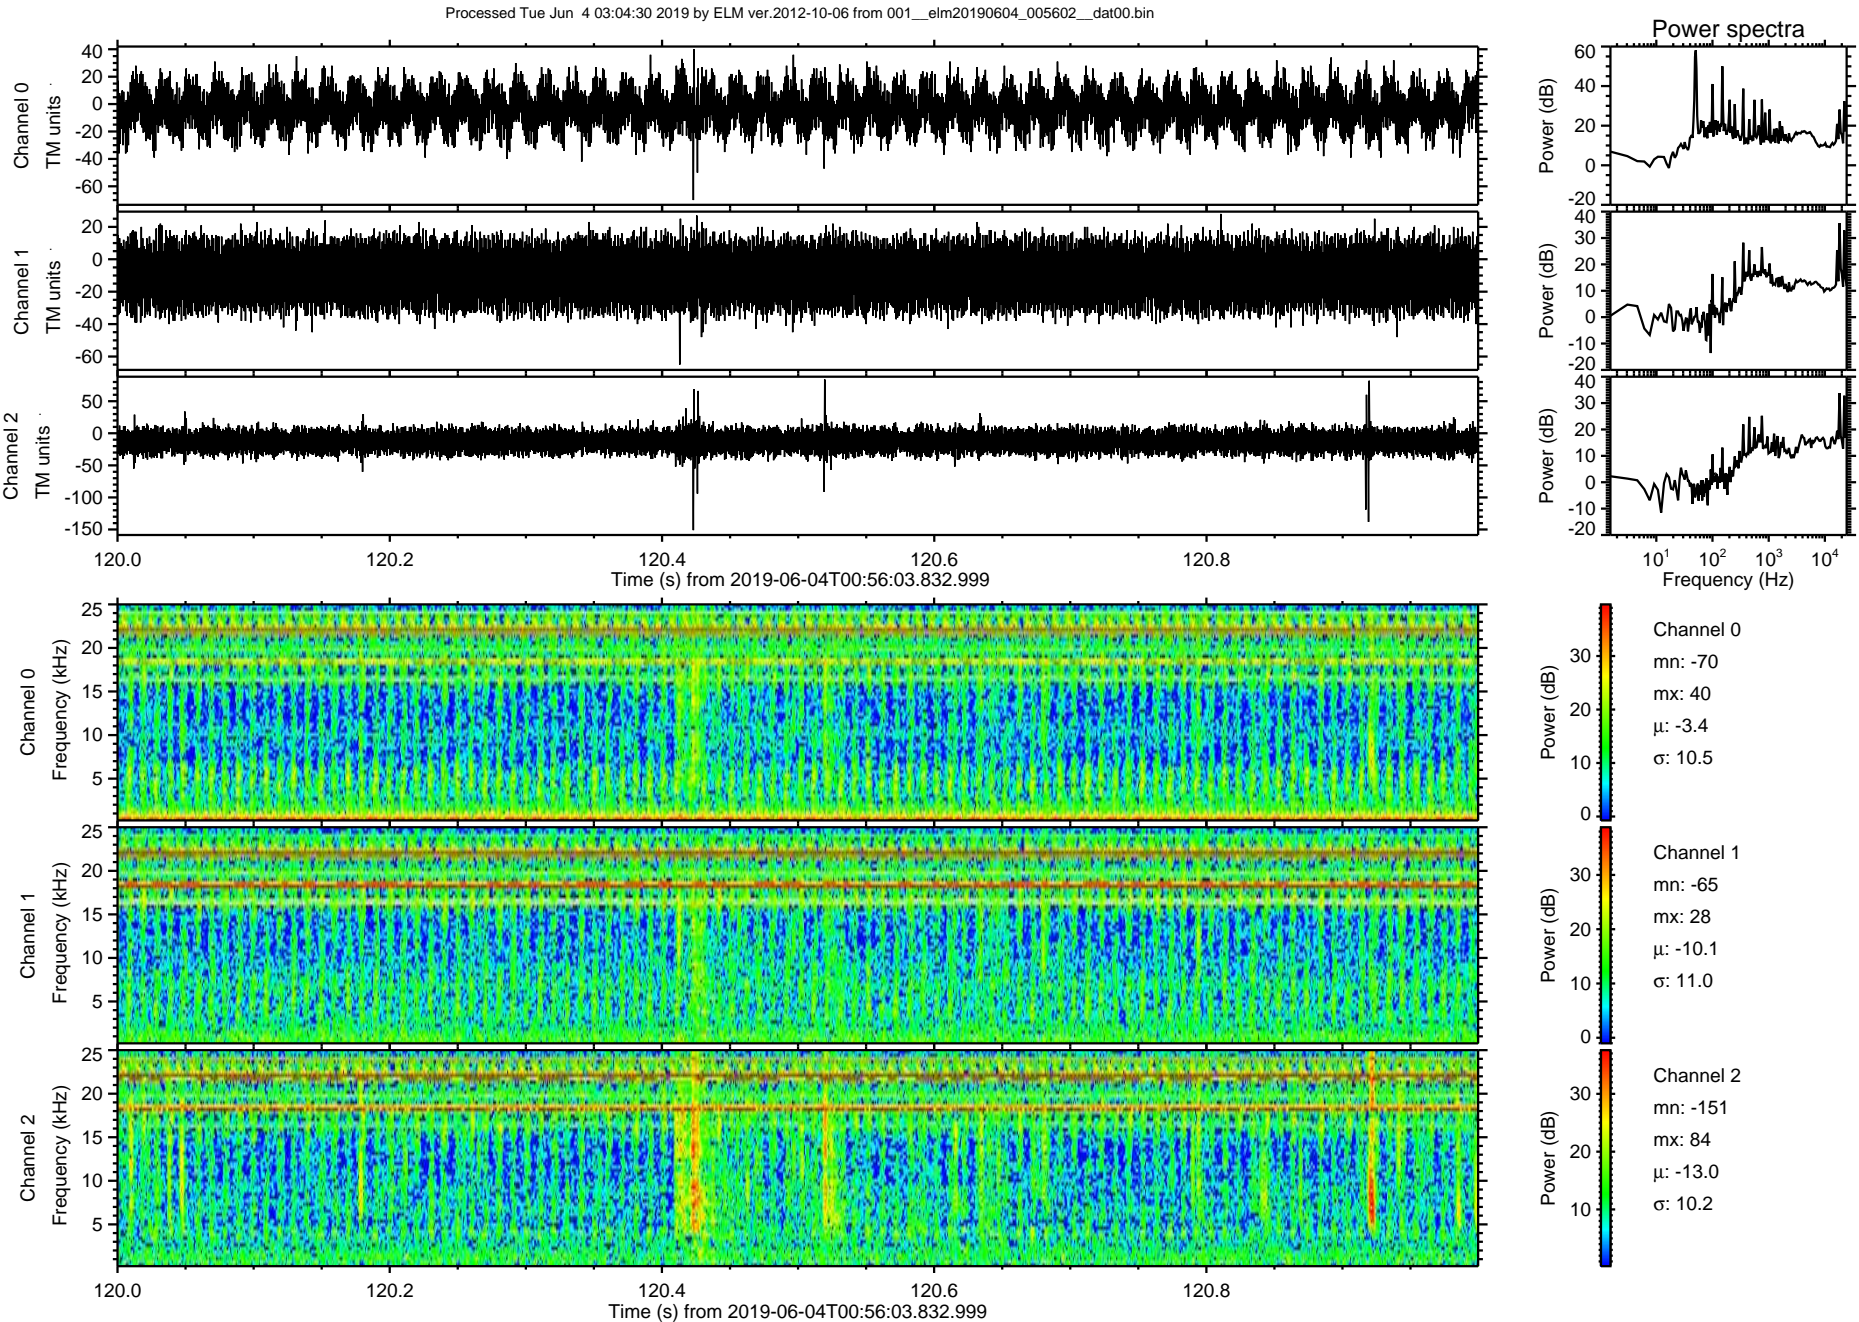 Processed Tue Jun  4 03:04:30 2019 by ELM ver.2012-10-06 from 001__elm20190604_005602__dat00.bin
Power spectra
Channel 0
TM units
40
20
0
-20
-40
-60
Power (dB)
60
40
20
0
-20
Channel 1
TM units
20
0
-20
-40
-60
Power (dB)
40
30
20
10
0
-10
-20
Channel 2
TM units
50
0
-50
-100
-150
Power (dB)
40
30
20
10
0
-10
-20
120.0 120.2 120.4 120.6 120.8
Time (s) from 2019-06-04T00:56:03.832.999
10^1 10^2 10^3 10^4
Frequency (Hz)
Channel 0
Frequency (kHz)
25
20
15
10
5
Power (dB)
30
20
10
0
Channel 0
mn: -70
mx: 40
μ: -3.4
σ: 10.5
Channel 1
Frequency (kHz)
25
20
15
10
5
Power (dB)
30
20
10
0
Channel 1
mn: -65
mx: 28
μ: -10.1
σ: 11.0
Channel 2
Frequency (kHz)
25
20
15
10
5
Power (dB)
30
20
10
Channel 2
mn: -151
mx: 84
μ: -13.0
σ: 10.2
120.0 120.2 120.4 120.6 120.8
Time (s) from 2019-06-04T00:56:03.832.999